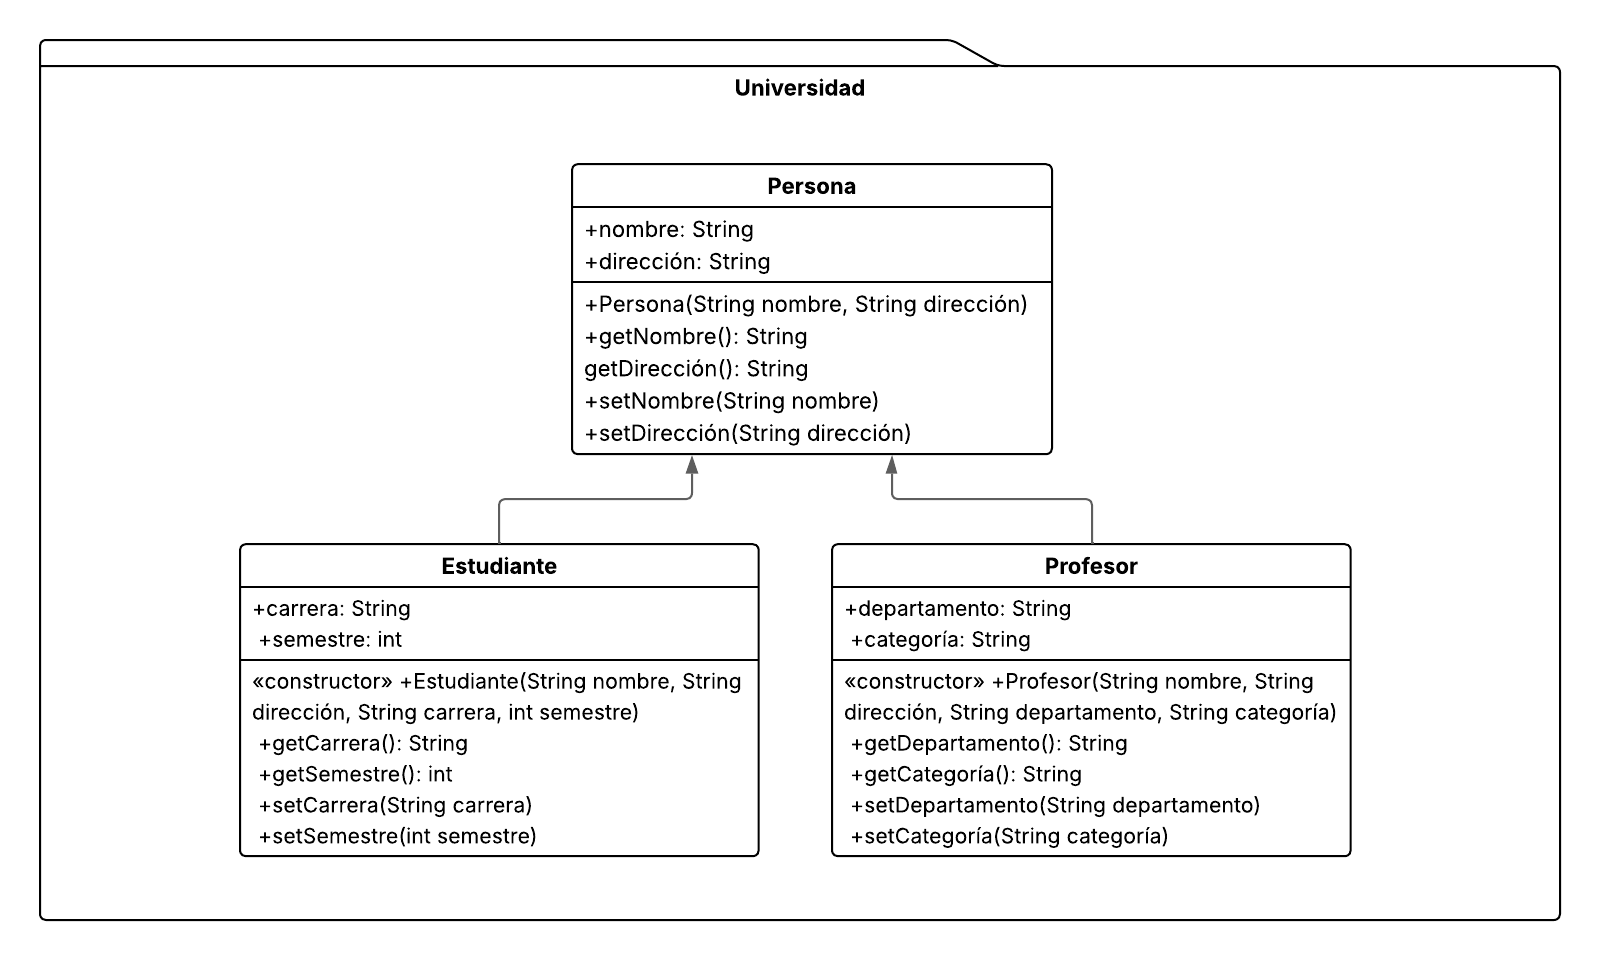 Universidad
Persona
+nombre: String
+dirección: String
+Persona(String nombre, String dirección)
+getNombre(): String
getDirección(): String
+setNombre(String nombre)
+setDirección(String dirección)
Estudiante
+carrera: String
+semestre: int
«constructor» +Estudiante(String nombre, String
dirección, String carrera, int semestre)
+getCarrera(): String
+getSemestre(): int
+setCarrera(String carrera)
+setSemestre(int semestre)
Profesor
+departamento: String
+categoría: String
«constructor» +Profesor(String nombre, String
dirección, String departamento, String categoría)
+getDepartamento(): String
+getCategoría(): String
+setDepartamento(String departamento)
+setCategoría(String categoría)